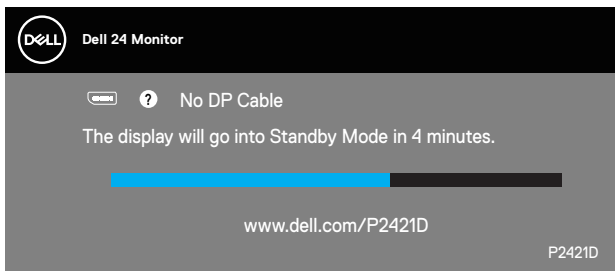 DELL
Dell 24 Monitor
? No DP Cable
The display will go into Standby Mode in 4 minutes.
www.dell.com/P2421D
P2421D